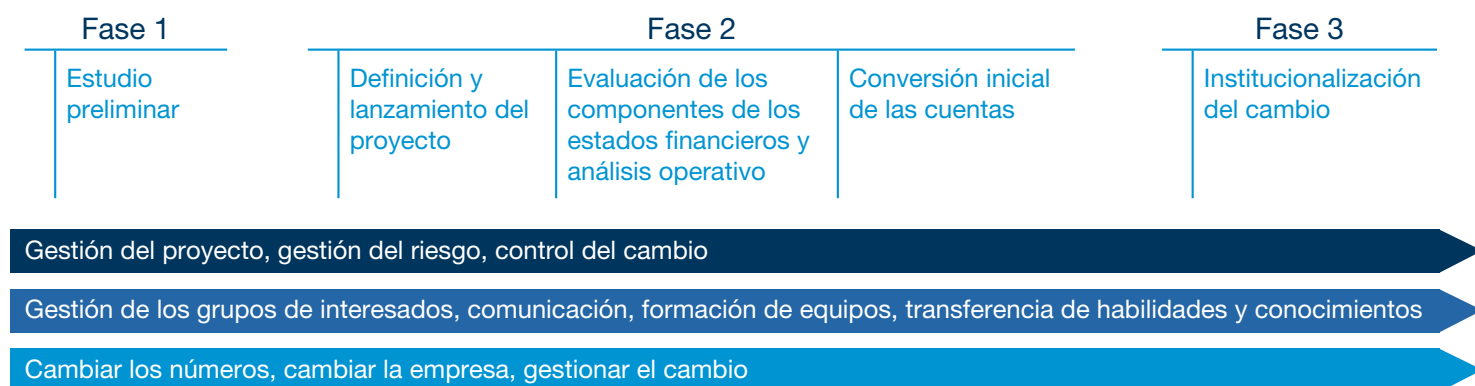 Fase 1
Estudio
preliminar
Fase 2
Definición y
lanzamiento del
proyecto
Evaluación de los
componentes de los
estados financieros y
análisis operativo
Conversión inicial
de las cuentas
Fase 3
Institucionalización
del cambio
Gestión del proyecto, gestión del riesgo, control del cambio
Gestión de los grupos de interesados, comunicación, formación de equipos, transferencia de habilidades y conocimientos
Cambiar los números, cambiar la empresa, gestionar el cambio